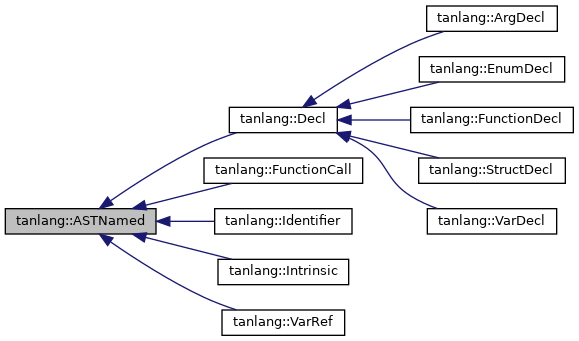 tanlang::ArgDecl
tanlang::EnumDecl
tanlang::Decl
tanlang::FunctionDecl
tanlang::FunctionCall
tanlang::StructDecl
tanlang::ASTNamed
tanlang::Identifier
tanlang::VarDecl
tanlang::Intrinsic
tanlang::VarRef